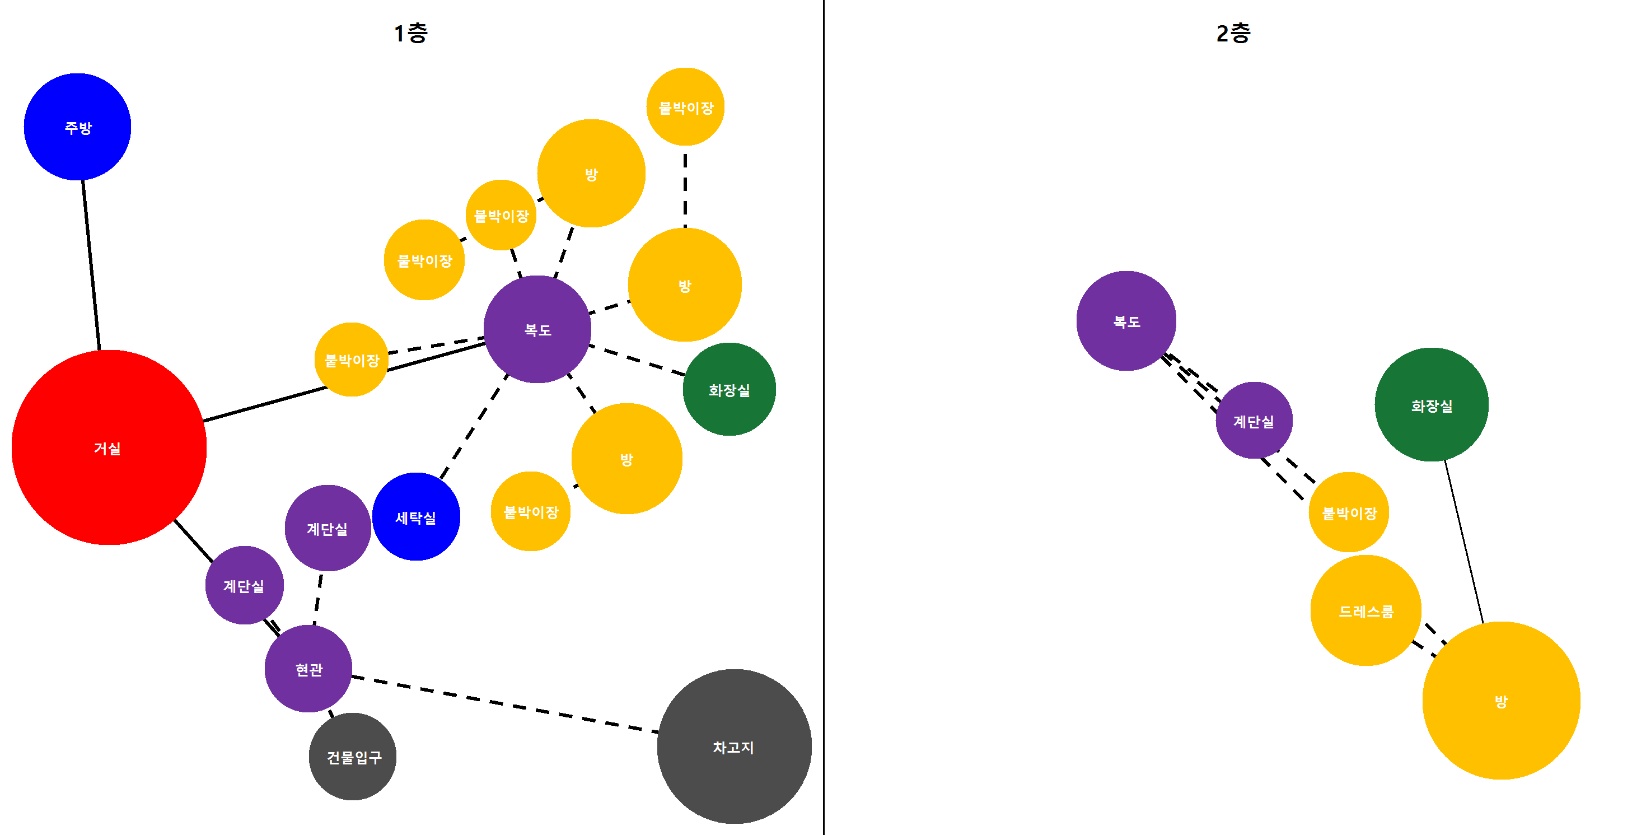 1층
주방
붙박이장
방
붙박이장
붙박이장
방
복도
붙박이장
화장실
거실
방
붙박이장
세탁실
계단실
계단실
현관
차고지
건물입구
2층
복도
화장실
계단실
붙박이장
드레스룸
방